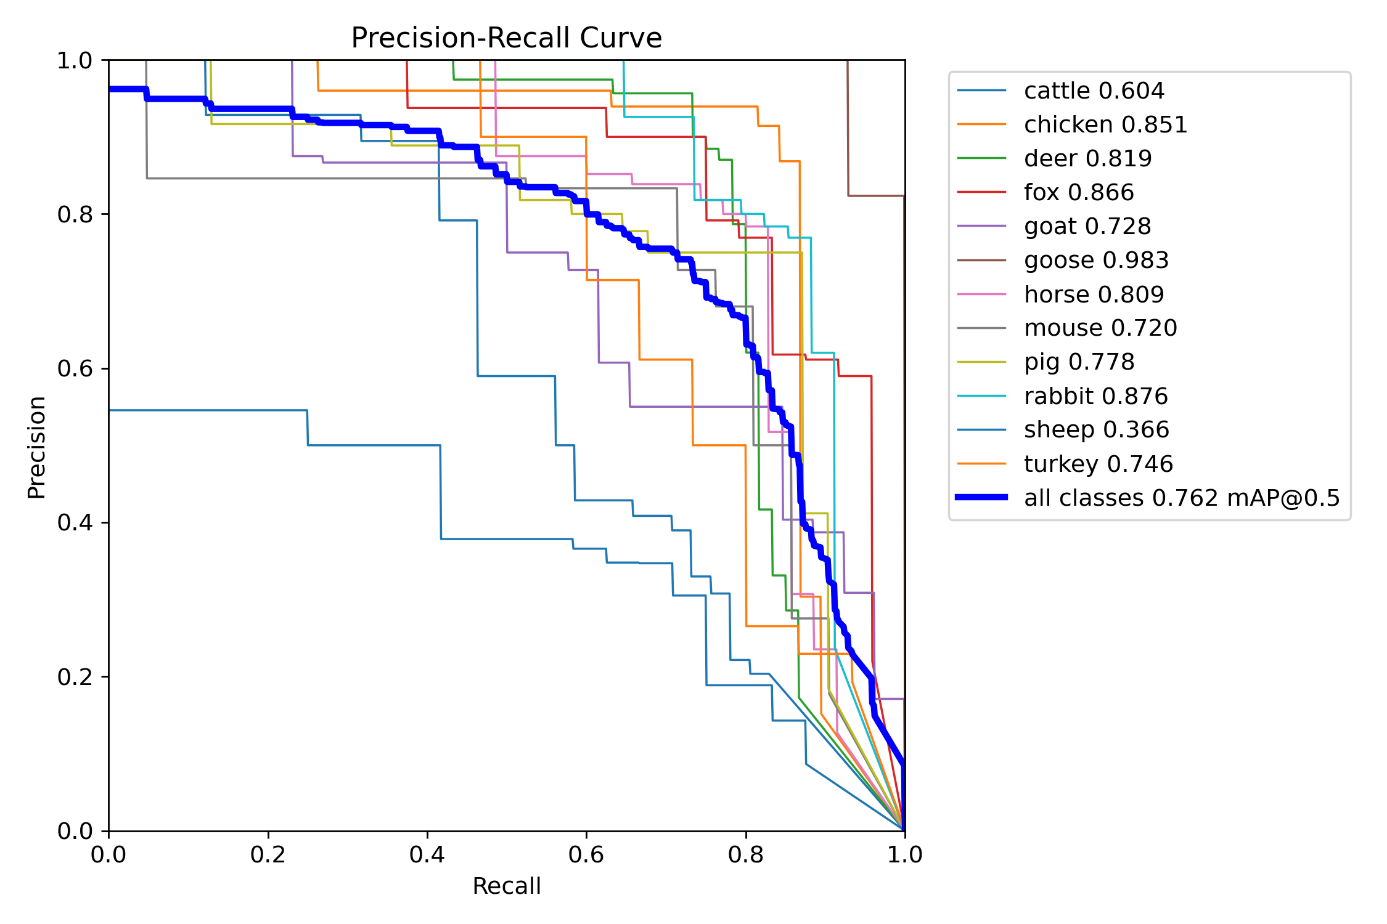 Precision-Recall Curve
1.0
0.8
0.6
0.4
0.2
0.0
Precision
0.0 0.2 0.4 0.6 0.8 1.0
Recall
cattle 0.604
chicken 0.851
deer 0.819
fox 0.866
goat 0.728
goose 0.983
horse 0.809
mouse 0.720
pig 0.778
rabbit 0.876
sheep 0.366
turkey 0.746
all classes 0.762 mAP@0.5